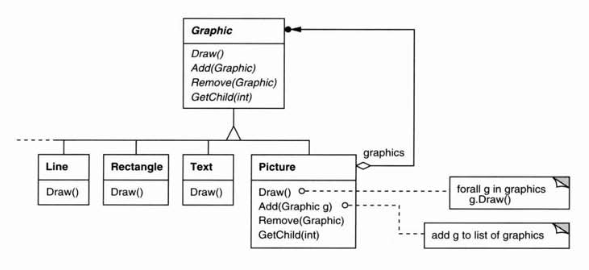 Graphic
Draw()
Add(Graphic)
Remove(Graphic)
GetChild(int)
graphics
Line
Draw()
Rectangle
Draw()
Text
Draw()
Picture
Draw()
Add(Graphic g)
Remove(Graphic)
GetChild(int)
forall g in graphics
g.Draw()
add g to list of graphics